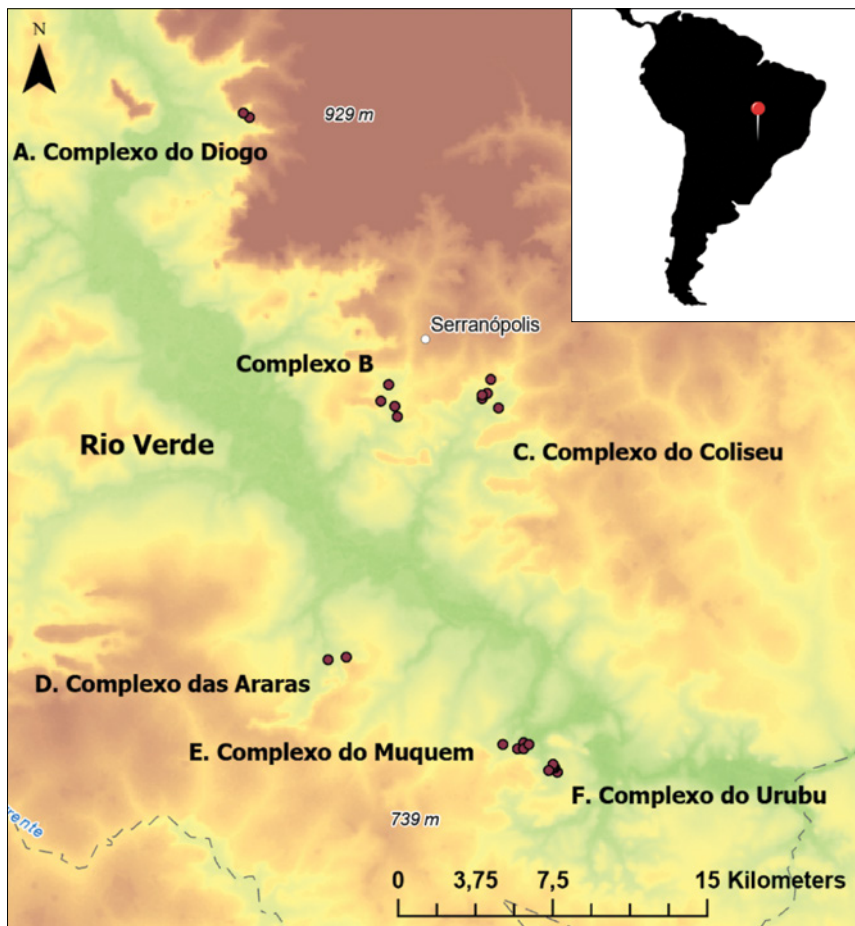 N
929 m
A. Complexo do Diogo
Serranópolis
Complexo B
Rio Verde
C. Complexo do Coliseu
D. Complexo das Araras
E. Complexo do Muquem
F. Complexo do Urubu
739 m
rente
0 3,75 7,5 15 Kilometers